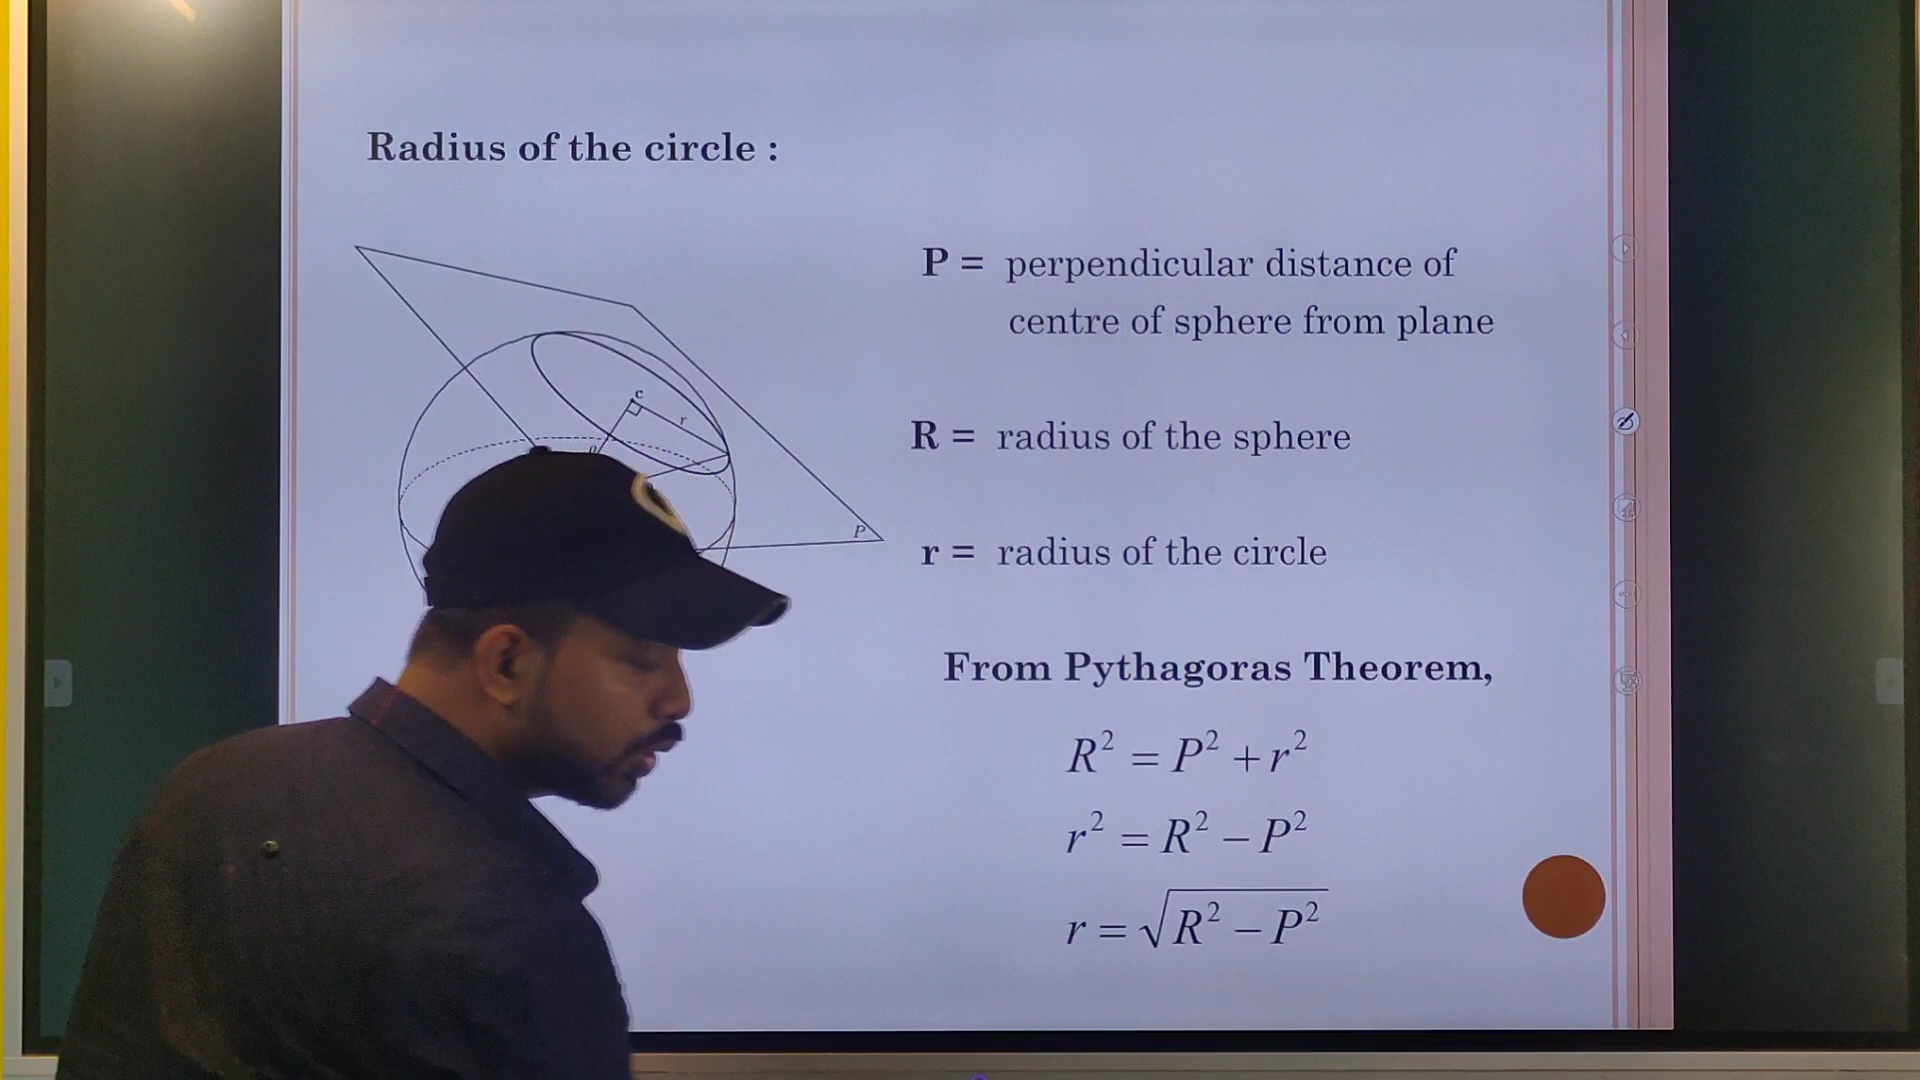 Radius of the circle :
P = perpendicular distance of
centre of sphere from plane
R = radius of the sphere
r = radius of the circle
c
r
P
From Pythagoras Theorem,
R² = P² + r²
r² = R² − P²
r = √(R² − P²)